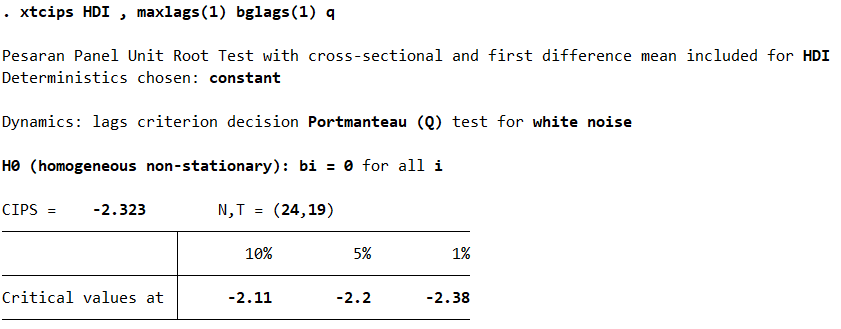 . xtcips HDI , maxlags(1) bglags(1) q
Pesaran Panel Unit Root Test with cross-sectional and first difference mean included for HDI
Deterministics chosen: constant
Dynamics: lags criterion decision Portmanteau (Q) test for white noise
H0 (homogeneous non-stationary): bi = 0 for all i
CIPS = -2.323 N,T = (24,19)
10% 5% 1%
Critical values at -2.11 -2.2 -2.38